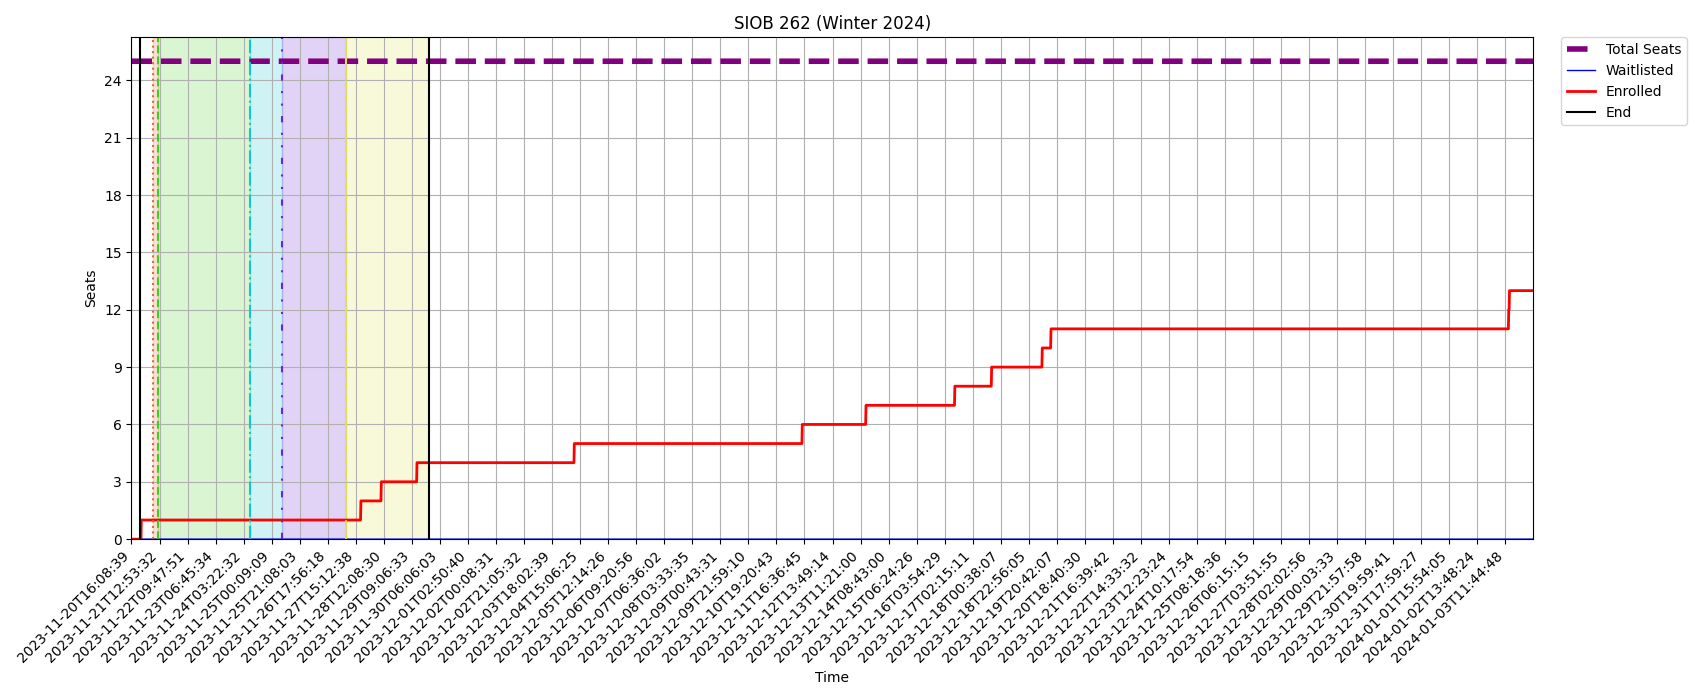 SIOB 262 (Winter 2024)
Total Seats
Waitlisted
Enrolled
End
Seats
24
21
18
15
12
9
6
3
0
2023-11-20T16:08:39
2023-11-21T12:53:32
2023-11-22T09:47:51
2023-11-23T06:45:34
2023-11-24T03:22:32
2023-11-25T00:09:09
2023-11-25T21:08:03
2023-11-26T17:56:18
2023-11-27T15:12:38
2023-11-28T12:08:30
2023-11-29T09:06:33
2023-11-30T06:06:03
2023-12-01T02:50:40
2023-12-02T00:08:31
2023-12-02T21:05:32
2023-12-03T18:02:39
2023-12-04T15:06:25
2023-12-05T12:14:26
2023-12-06T09:20:56
2023-12-07T06:36:02
2023-12-08T03:33:35
2023-12-09T00:43:31
2023-12-09T21:59:10
2023-12-10T19:20:43
2023-12-11T16:36:45
2023-12-12T13:49:14
2023-12-13T11:21:00
2023-12-14T08:43:00
2023-12-15T06:24:26
2023-12-16T03:54:29
2023-12-17T02:15:11
2023-12-18T00:38:07
2023-12-18T22:56:05
2023-12-19T20:42:07
2023-12-20T18:40:30
2023-12-21T16:39:42
2023-12-22T14:33:32
2023-12-23T12:23:24
2023-12-24T10:17:54
2023-12-25T08:18:36
2023-12-26T06:15:15
2023-12-27T03:51:55
2023-12-28T02:02:56
2023-12-29T00:03:33
2023-12-29T21:57:58
2023-12-30T19:59:41
2023-12-31T17:59:27
2024-01-01T15:54:05
2024-01-02T13:48:24
2024-01-03T11:44:48
Time